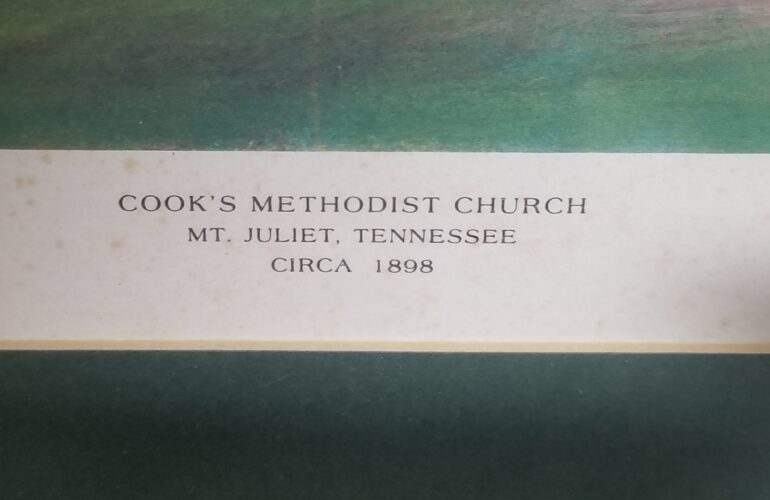 COOK'S METHODIST CHURCH
MT. JULIET, TENNESSEE
CIRCA 1898